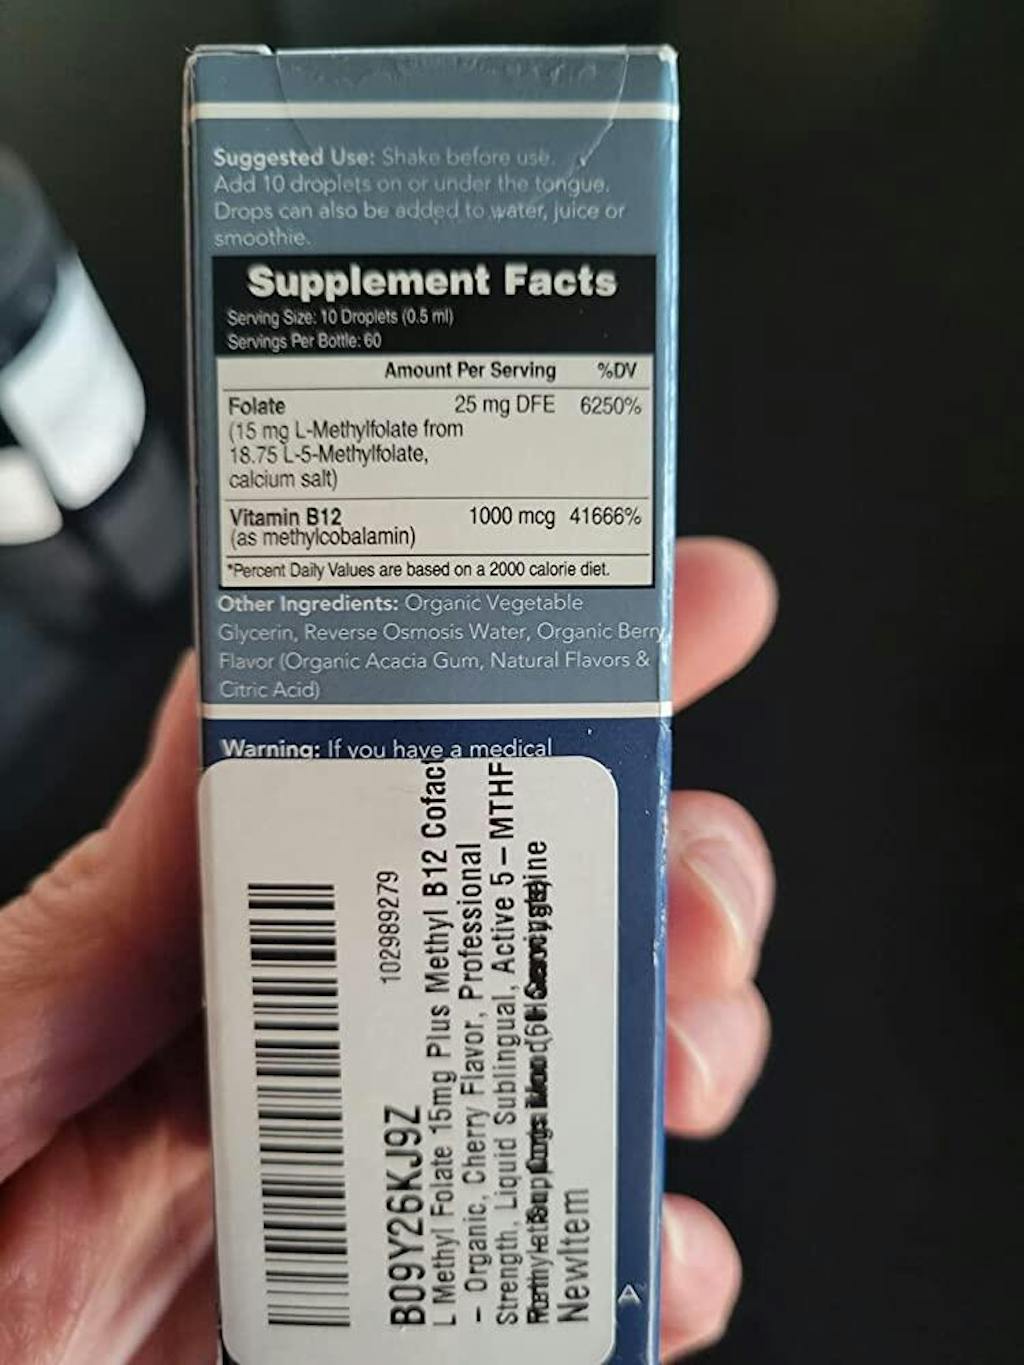 Suggested Use: Shake before use.
Add 10 droplets on or under the tongue.
Drops can also be added to water, juice or
smoothie.
Supplement Facts
Serving Size: 10 Droplets (0.5 ml)
Servings Per Bottle: 60
Amount Per Serving %DV
Folate 25 mg DFE 6250%
(15 mg L-Methylfolate from
18.75 L-5-Methylfolate,
calcium salt)
Vitamin B12 1000 mcg 41666%
(as methylcobalamin)
*Percent Daily Values are based on a 2000 calorie diet.
Other Ingredients: Organic Vegetable
Glycerin, Reverse Osmosis Water, Organic Berry
Flavor (Organic Acacia Gum, Natural Flavors &
Citric Acid)
Warning: If you have a medical
102989279
B09Y26KJ9Z
L Methyl Folate 15mg Plus Methyl B12 Cofact
- Organic, Cherry Flavor, Professional
Strength, Liquid Sublingual, Active 5-MTHF
NewItem